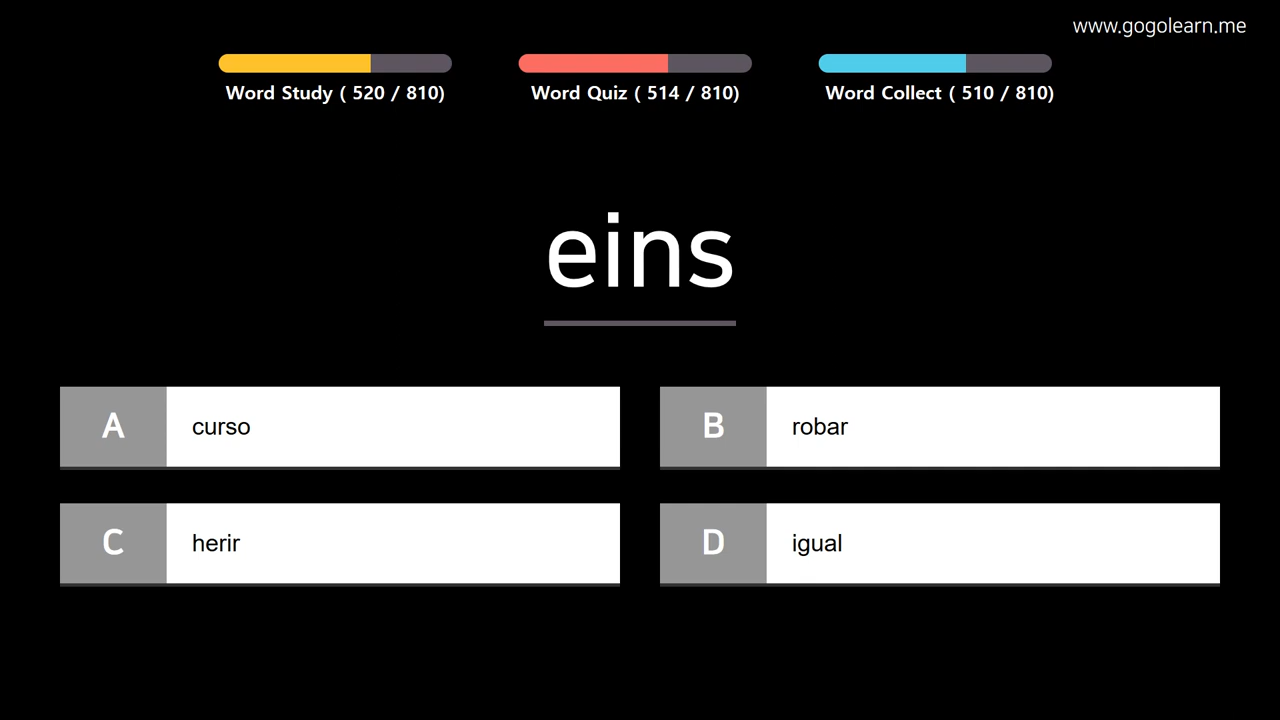 www.gogolearn.me
Word Study ( 520 / 810)
Word Quiz ( 514 / 810)
Word Collect ( 510 / 810)
eins
A curso
B robar
C herir
D igual